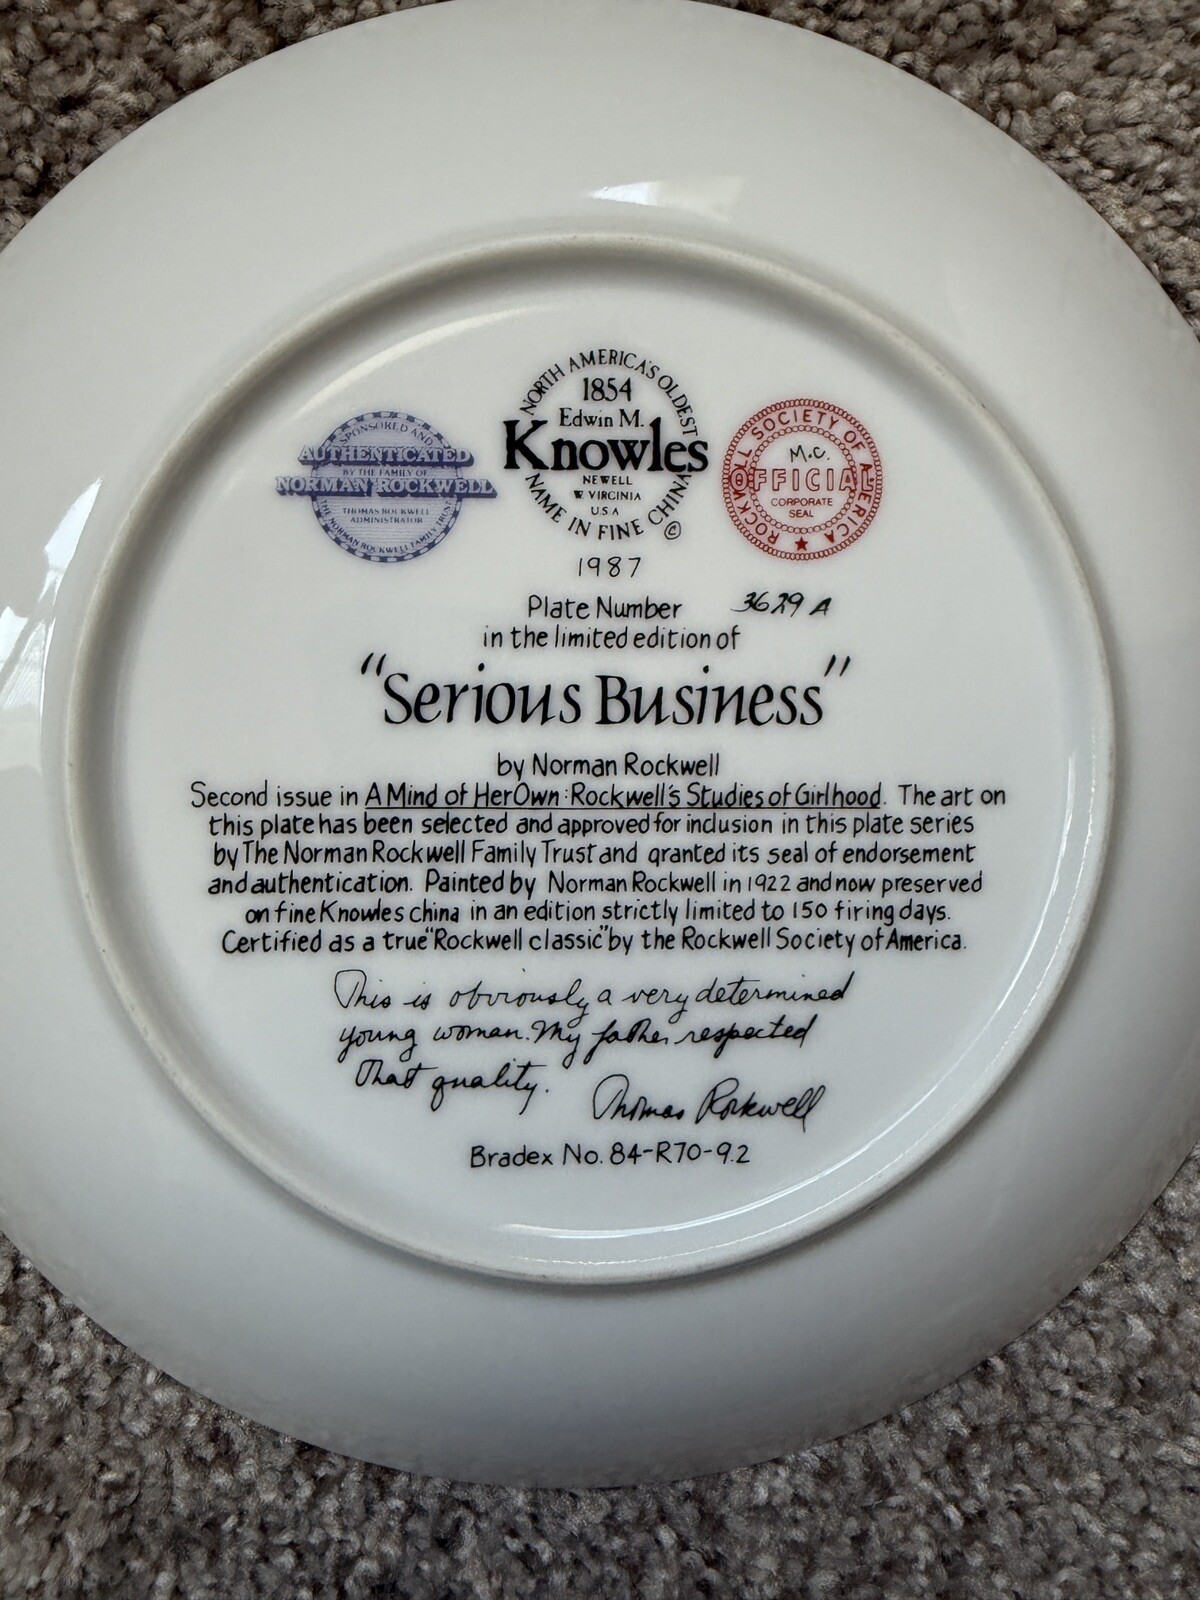 SPONSORED AND
AUTHENTICATED
BY THE FAMILY OF
NORMAN ROCKWELL
THOMAS ROCKWELL
ADMINISTRATOR
THE NORMAN ROCKWELL FAMILY TRUST
NORTH AMERICA'S OLDEST
1854
Edwin M.
Knowles
NEWELL
W. VIRGINIA
USA
NAME IN FINE CHINA ©
ROCKWELL SOCIETY OF AMERICA
M.C.
OFFICIAL
CORPORATE
SEAL
1987
Plate Number 3629 A
in the limited edition of
"Serious Business"
by Norman Rockwell
Second issue in A Mind of Her Own: Rockwell's Studies of Girlhood. The art on
this plate has been selected and approved for inclusion in this plate series
by The Norman Rockwell Family Trust and granted its seal of endorsement
and authentication. Painted by Norman Rockwell in 1922 and now preserved
on fine Knowles china in an edition strictly limited to 150 firing days.
Certified as a true "Rockwell classic" by the Rockwell Society of America.
This is obviously a very determined
young woman. My father respected
that quality. Thomas Rockwell
Bradex No. 84-R70-9.2